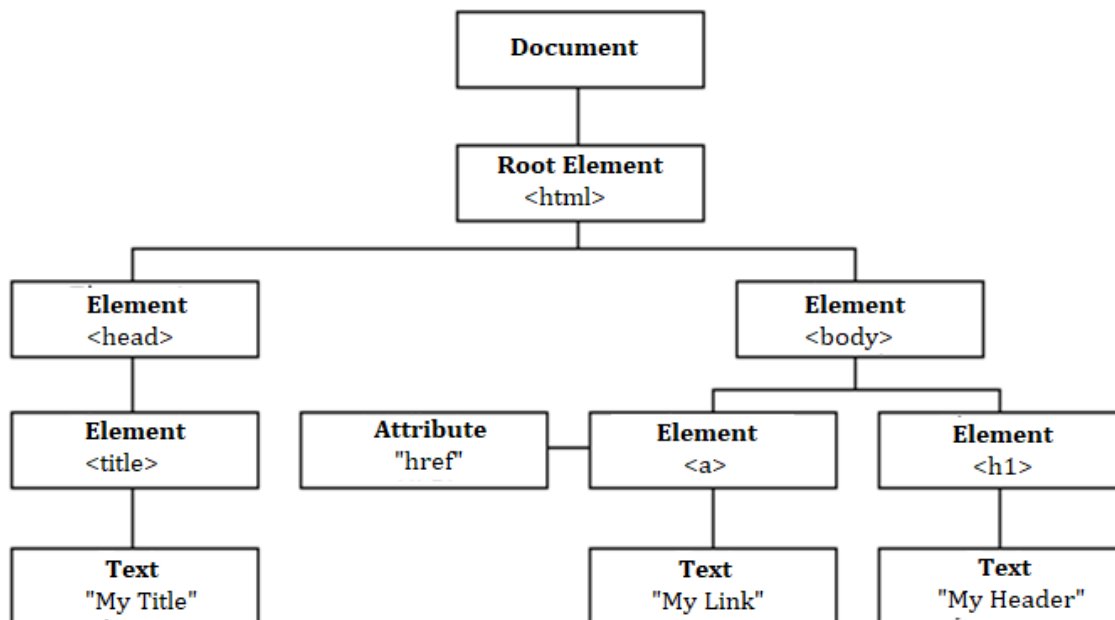 Document
Root Element
<html>
Element
<head>
Element
<body>
Element
<title>
Attribute
"href"
Element
<a>
Element
<h1>
Text
"My Title"
Text
"My Link"
Text
"My Header"